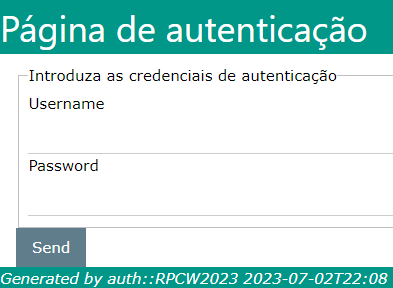 Página de autenticação
Introduza as credenciais de autenticação
Username
Password
Send
Generated by auth::RPCW2023 2023-07-02T22:08